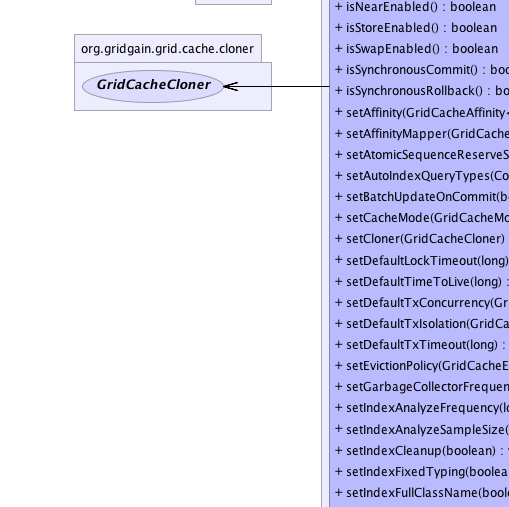 org.gridgain.grid.cache.cloner
GridCacheCloner
+ isNearEnabled() : boolean
+ isStoreEnabled() : boolean
+ isSwapEnabled() : boolean
+ isSynchronousCommit() : boo
+ isSynchronousRollback() : bo
+ setAffinity(GridCacheAffinity<
+ setAffinityMapper(GridCache
+ setAtomicSequenceReserveS
+ setAutoIndexQueryTypes(Co
+ setBatchUpdateOnCommit(b
+ setCacheMode(GridCacheMo
+ setCloner(GridCacheCloner)
+ setDefaultLockTimeout(long)
+ setDefaultTimeToLive(long) :
+ setDefaultTxConcurrency(Gr
+ setDefaultTxIsolation(GridCa
+ setDefaultTxTimeout(long) :
+ setEvictionPolicy(GridCacheE
+ setGarbageCollectorFrequen
+ setIndexAnalyzeFrequency(lo
+ setIndexAnalyzeSampleSize(
+ setIndexCleanup(boolean) : v
+ setIndexFixedTyping(boolea
+ setIndexFullClassName(boole